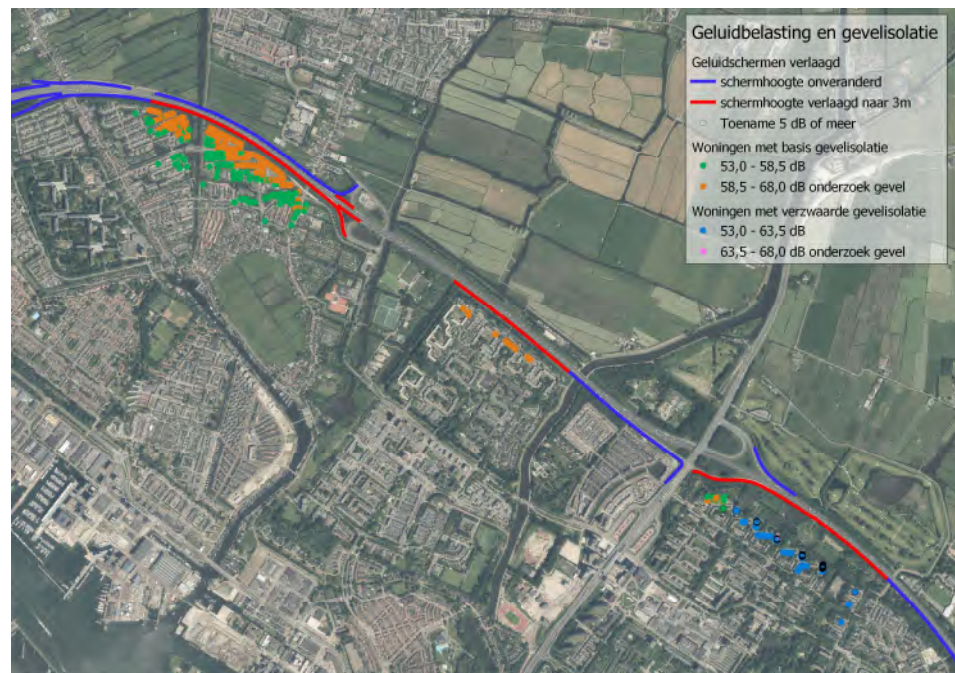 Geluidbelasting en gevelisolatie
Geluidschermen verlaagd
schermhoogte onveranderd
schermhoogte verlaagd naar 3m
Toename 5 dB of meer
Woningen met basis gevelisolatie
53,0 - 58,5 dB
58,5 - 68,0 dB onderzoek gevel
Woningen met verzwaarde gevelisolatie
53,0 - 63,5 dB
63,5 - 68,0 dB onderzoek gevel